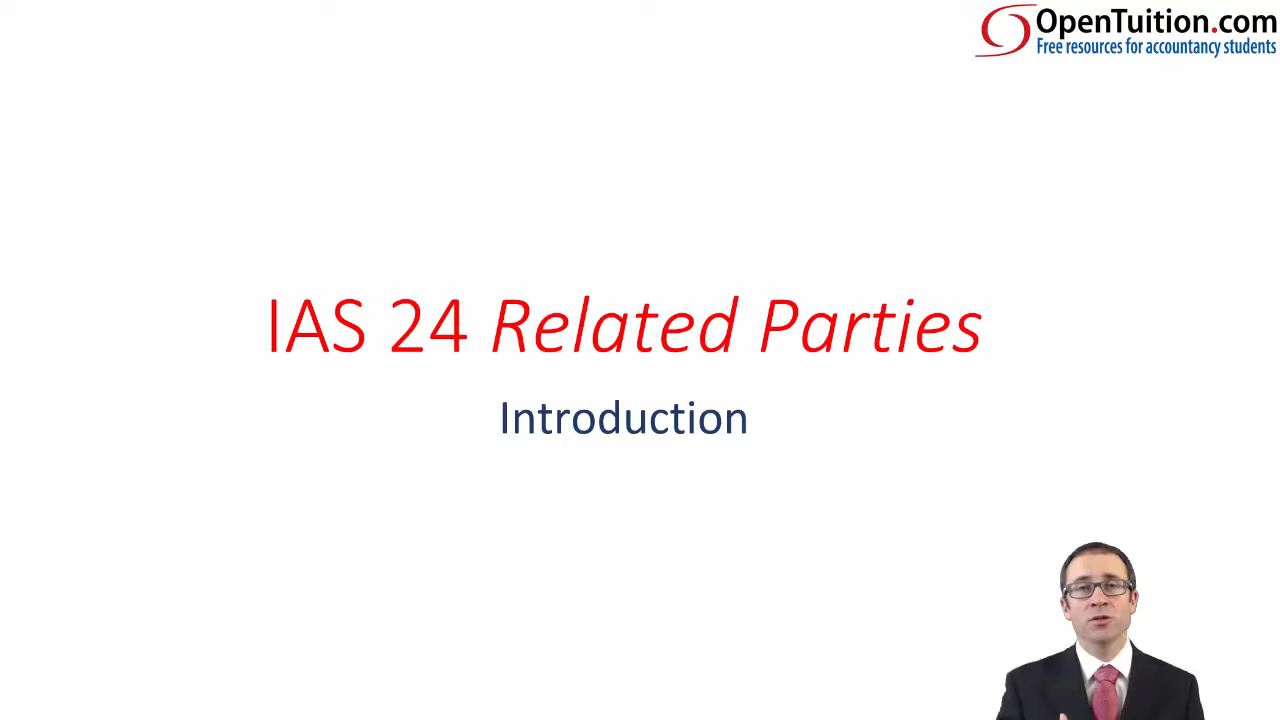 OpenTuition.com
Free resources for accountancy students
IAS 24 Related Parties
Introduction